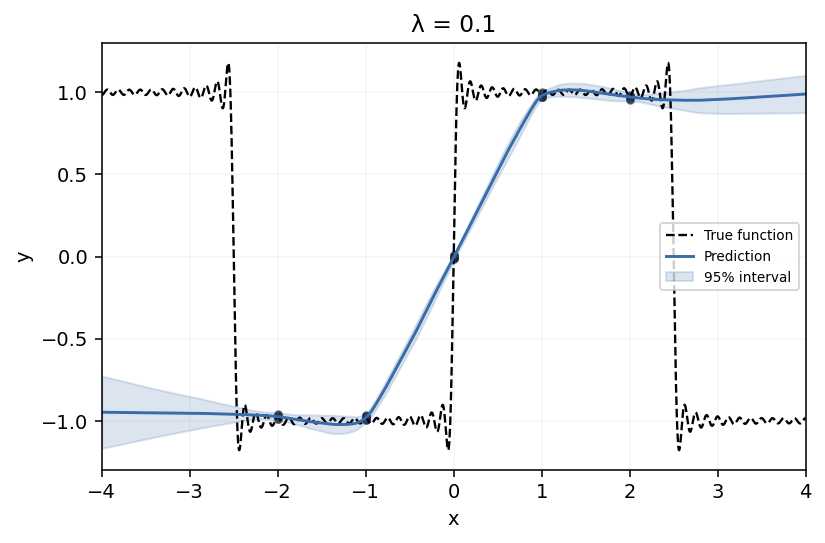 λ = 0.1
y
1.0
0.5
0.0
−0.5
−1.0
True function
Prediction
95% interval
−4 −3 −2 −1 0 1 2 3 4
x